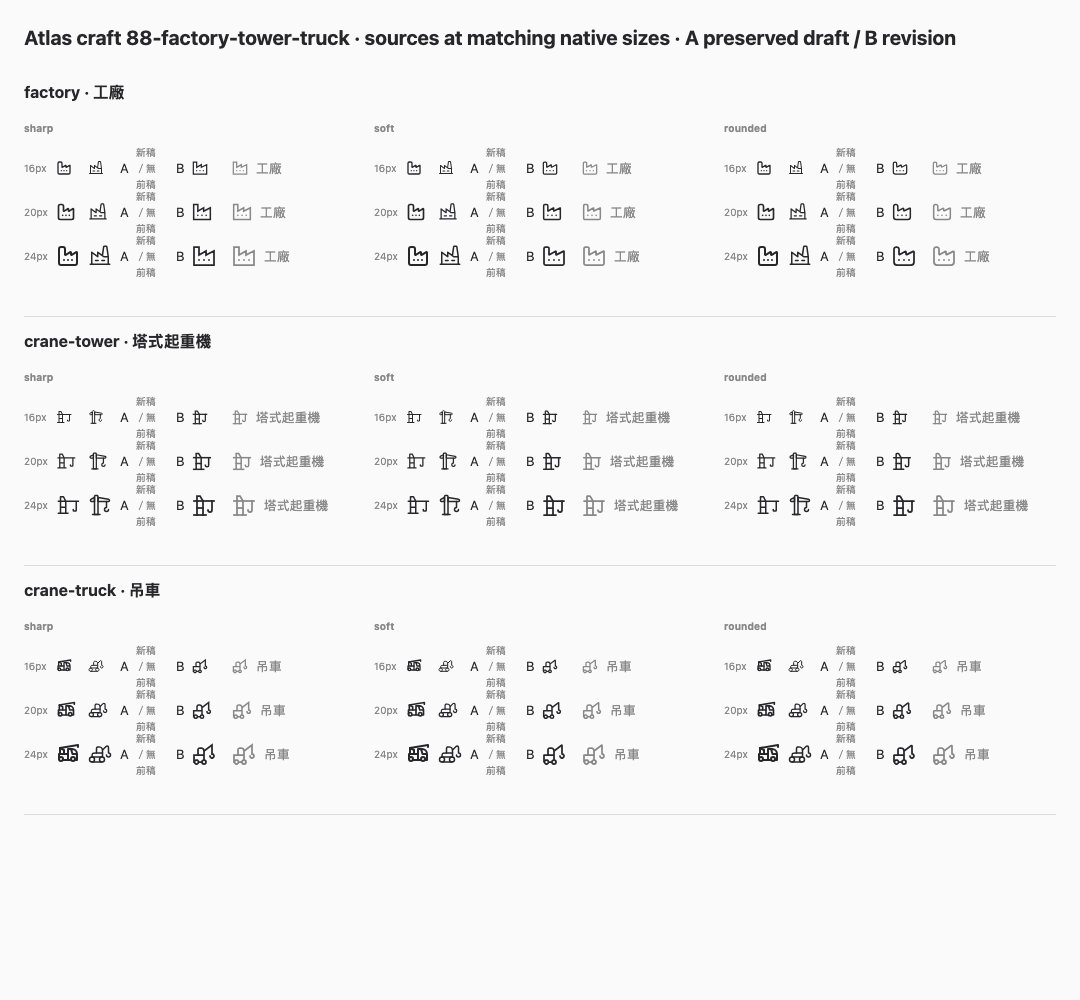 Atlas craft 88-factory-tower-truck · sources at matching native sizes · A preserved draft / B revision
factory · 工廠
sharp
soft
rounded
16px A 新稿 / 無前稿 B 工廠
16px A 新稿 / 無前稿 B 工廠
16px A 新稿 / 無前稿 B 工廠
20px A 新稿 / 無前稿 B 工廠
20px A 新稿 / 無前稿 B 工廠
20px A 新稿 / 無前稿 B 工廠
24px A 新稿 / 無前稿 B 工廠
24px A 新稿 / 無前稿 B 工廠
24px A 新稿 / 無前稿 B 工廠
crane-tower · 塔式起重機
sharp
soft
rounded
16px A 新稿 / 無前稿 B 塔式起重機
16px A 新稿 / 無前稿 B 塔式起重機
16px A 新稿 / 無前稿 B 塔式起重機
20px A 新稿 / 無前稿 B 塔式起重機
20px A 新稿 / 無前稿 B 塔式起重機
20px A 新稿 / 無前稿 B 塔式起重機
24px A 新稿 / 無前稿 B 塔式起重機
24px A 新稿 / 無前稿 B 塔式起重機
24px A 新稿 / 無前稿 B 塔式起重機
crane-truck · 吊車
sharp
soft
rounded
16px A 新稿 / 無前稿 B 吊車
16px A 新稿 / 無前稿 B 吊車
16px A 新稿 / 無前稿 B 吊車
20px A 新稿 / 無前稿 B 吊車
20px A 新稿 / 無前稿 B 吊車
20px A 新稿 / 無前稿 B 吊車
24px A 新稿 / 無前稿 B 吊車
24px A 新稿 / 無前稿 B 吊車
24px A 新稿 / 無前稿 B 吊車